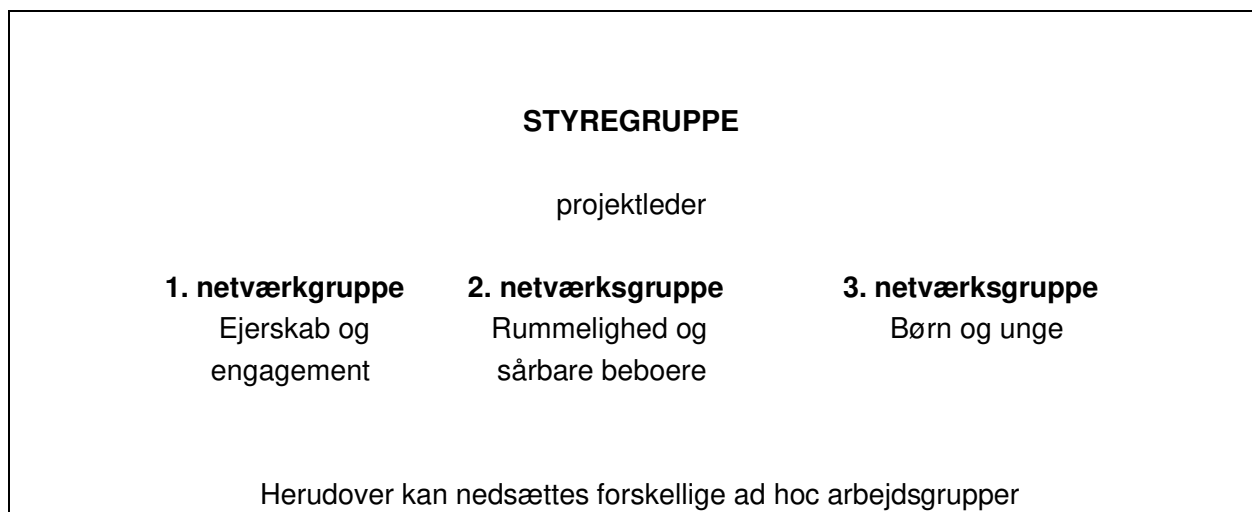 STYREGRUPPE
projektleder
1. netværkgruppe
Ejerskab og
engagement
2. netværksgruppe
Rummelighed og
sårbare beboere
3. netværksgruppe
Børn og unge
Herudover kan nedsættes forskellige ad hoc arbejdsgrupper